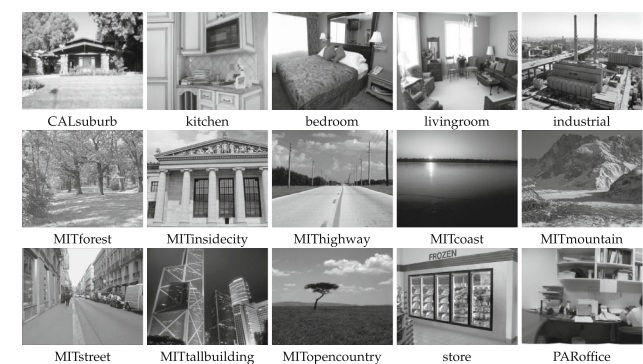 CALsuburb kitchen bedroom livingroom industrial
MITforest MITinsidecity MIThighway MITcoast MITmountain
FROZEN
MITstreet MITtallbuilding MITopencountry store PARoffice